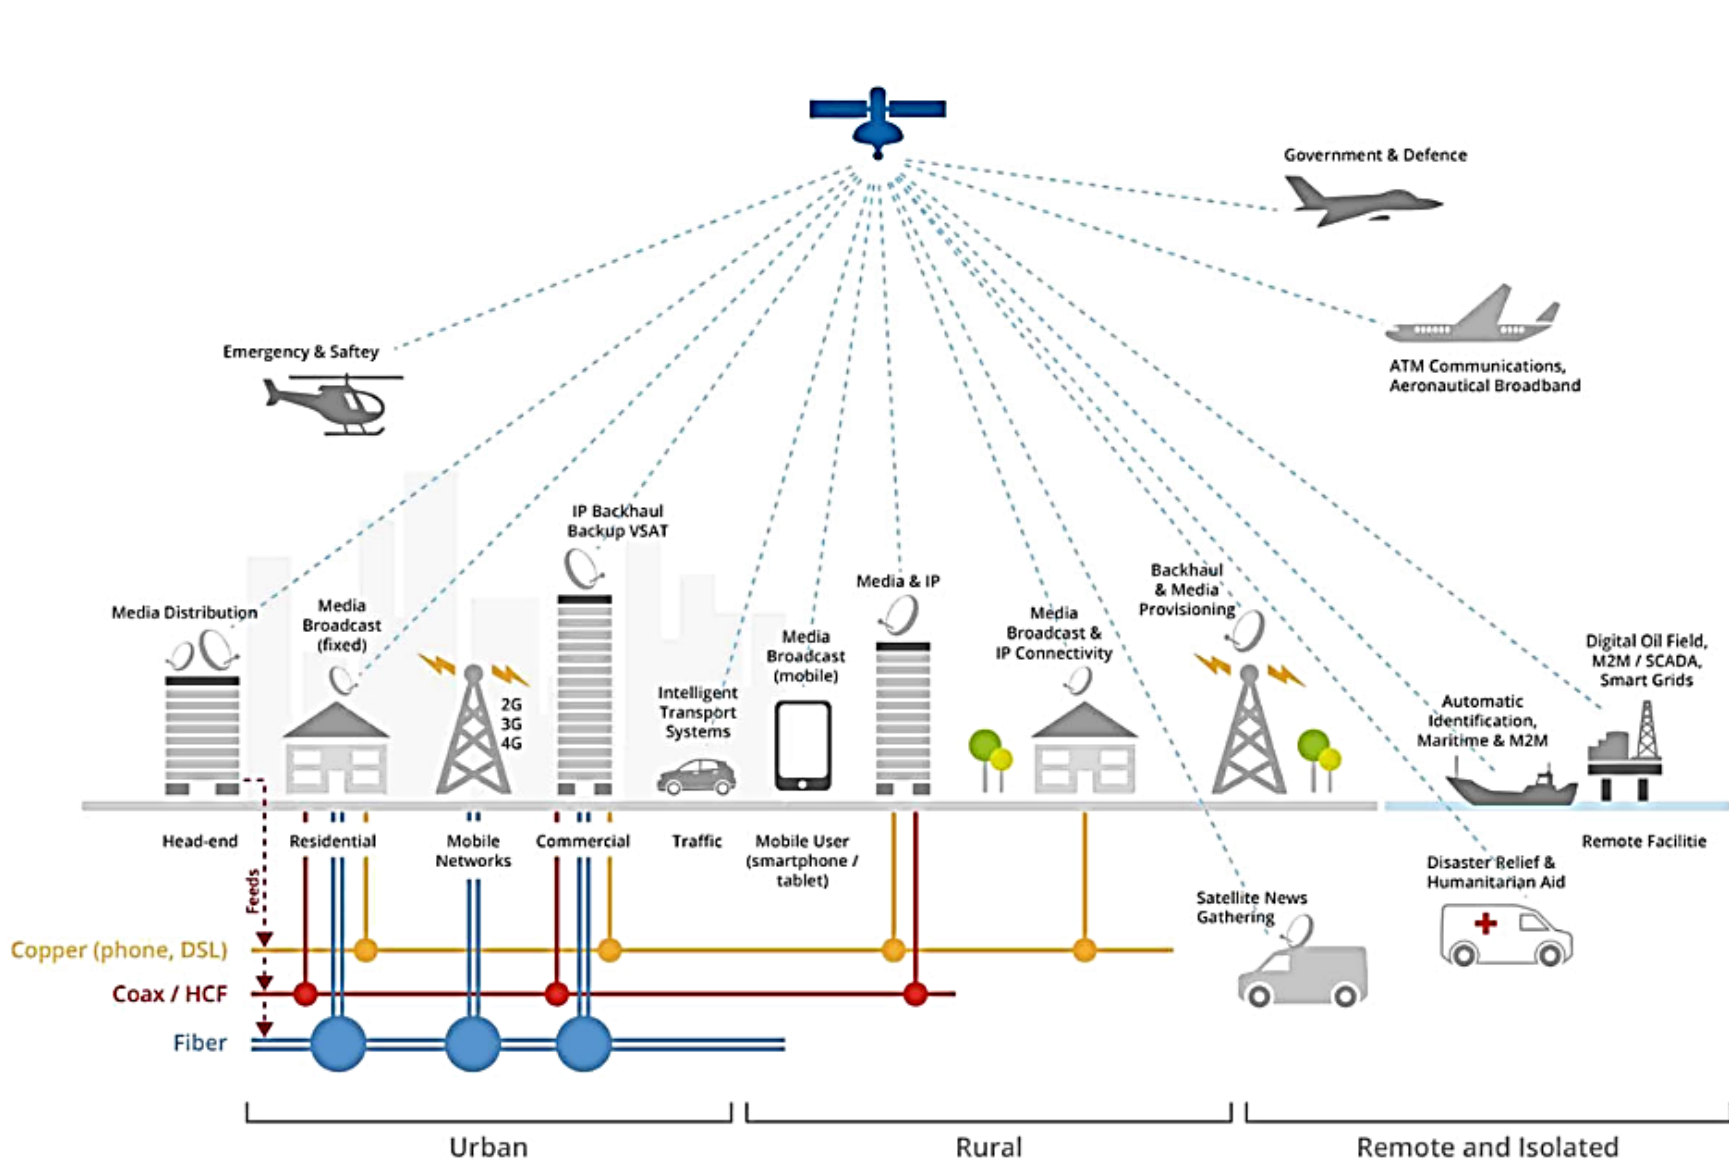 Government & Defence
ATM Communications,
Aeronautical Broadband
Emergency & Saftey
IP Backhaul
Backup VSAT
Media Distribution
Media
Broadcast
(fixed)
2G
3G
4G
Intelligent
Transport
Systems
Media
Broadcast
(mobile)
Media & IP
Media
Broadcast &
IP Connectivity
Backhaul
& Media
Provisioning
Automatic
Identification,
Maritime & M2M
Digital Oil Field,
M2M / SCADA,
Smart Grids
Head-end
Residential
Mobile
Networks
Commercial
Traffic
Mobile User
(smartphone /
tablet)
Remote Facilitie
Disaster Relief &
Humanitarian Aid
Satellite News
Gathering
Feeds
Copper (phone, DSL)
Coax / HCF
Fiber
Urban
Rural
Remote and Isolated